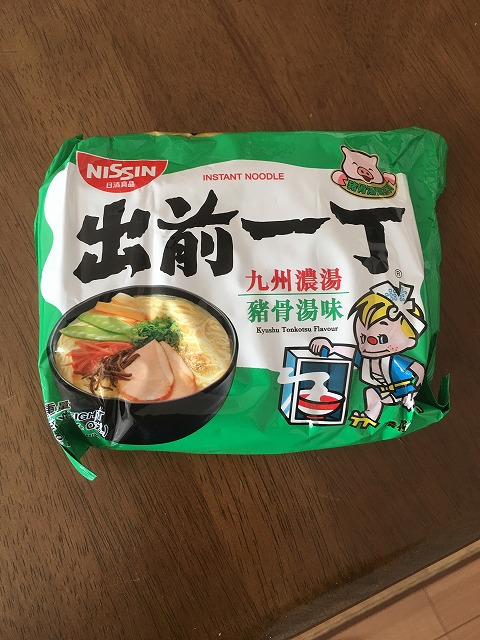 NISSIN
日清食品
INSTANT NOODLE
出前一丁
®
九州濃湯
豬骨湯味
Kyushu Tonkotsu Flavour